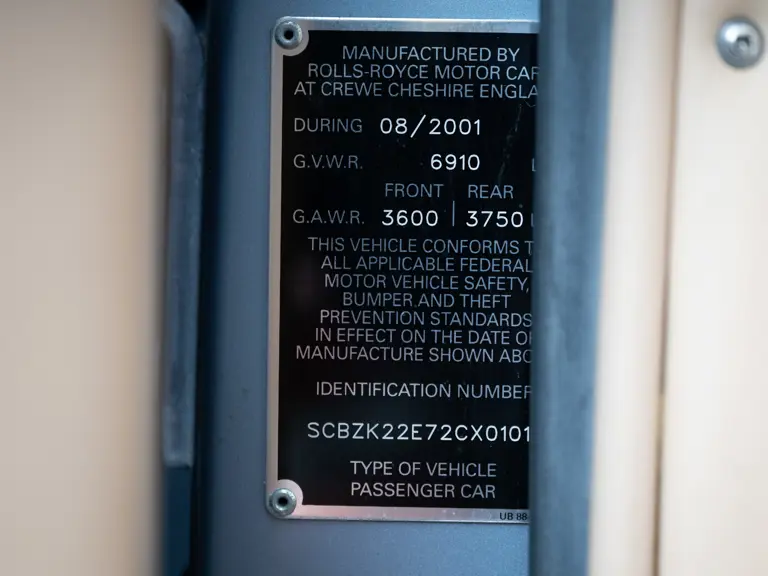 MANUFACTURED BY
ROLLS-ROYCE MOTOR CAR
AT CREWE CHESHIRE ENGLA
DURING 08/2001
G.V.W.R. 6910 L
FRONT REAR
G.A.W.R. 3600 3750
THIS VEHICLE CONFORMS T
ALL APPLICABLE FEDERAL
MOTOR VEHICLE SAFETY,
BUMPER AND THEFT
PREVENTION STANDARDS
IN EFFECT ON THE DATE OF
MANUFACTURE SHOWN ABO
IDENTIFICATION NUMBER
SCBZK22E72CX0101
TYPE OF VEHICLE
PASSENGER CAR
UB 88